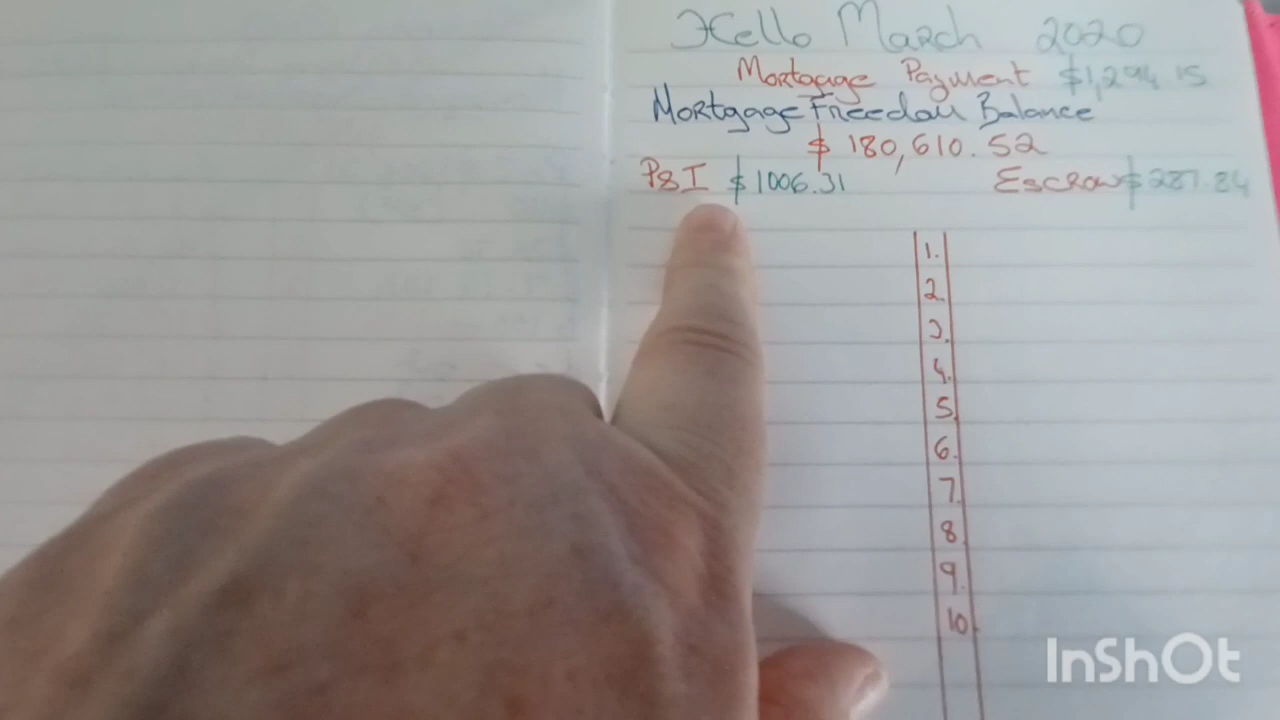 Hello March 2020
Mortgage Payment $1,294.15
Mortgage Freedom Balance
$ 180,610.52
P&I $1006.31 Escrow $287.84
1.
2.
3.
4.
5.
6.
7.
8.
9.
10.
InShOt